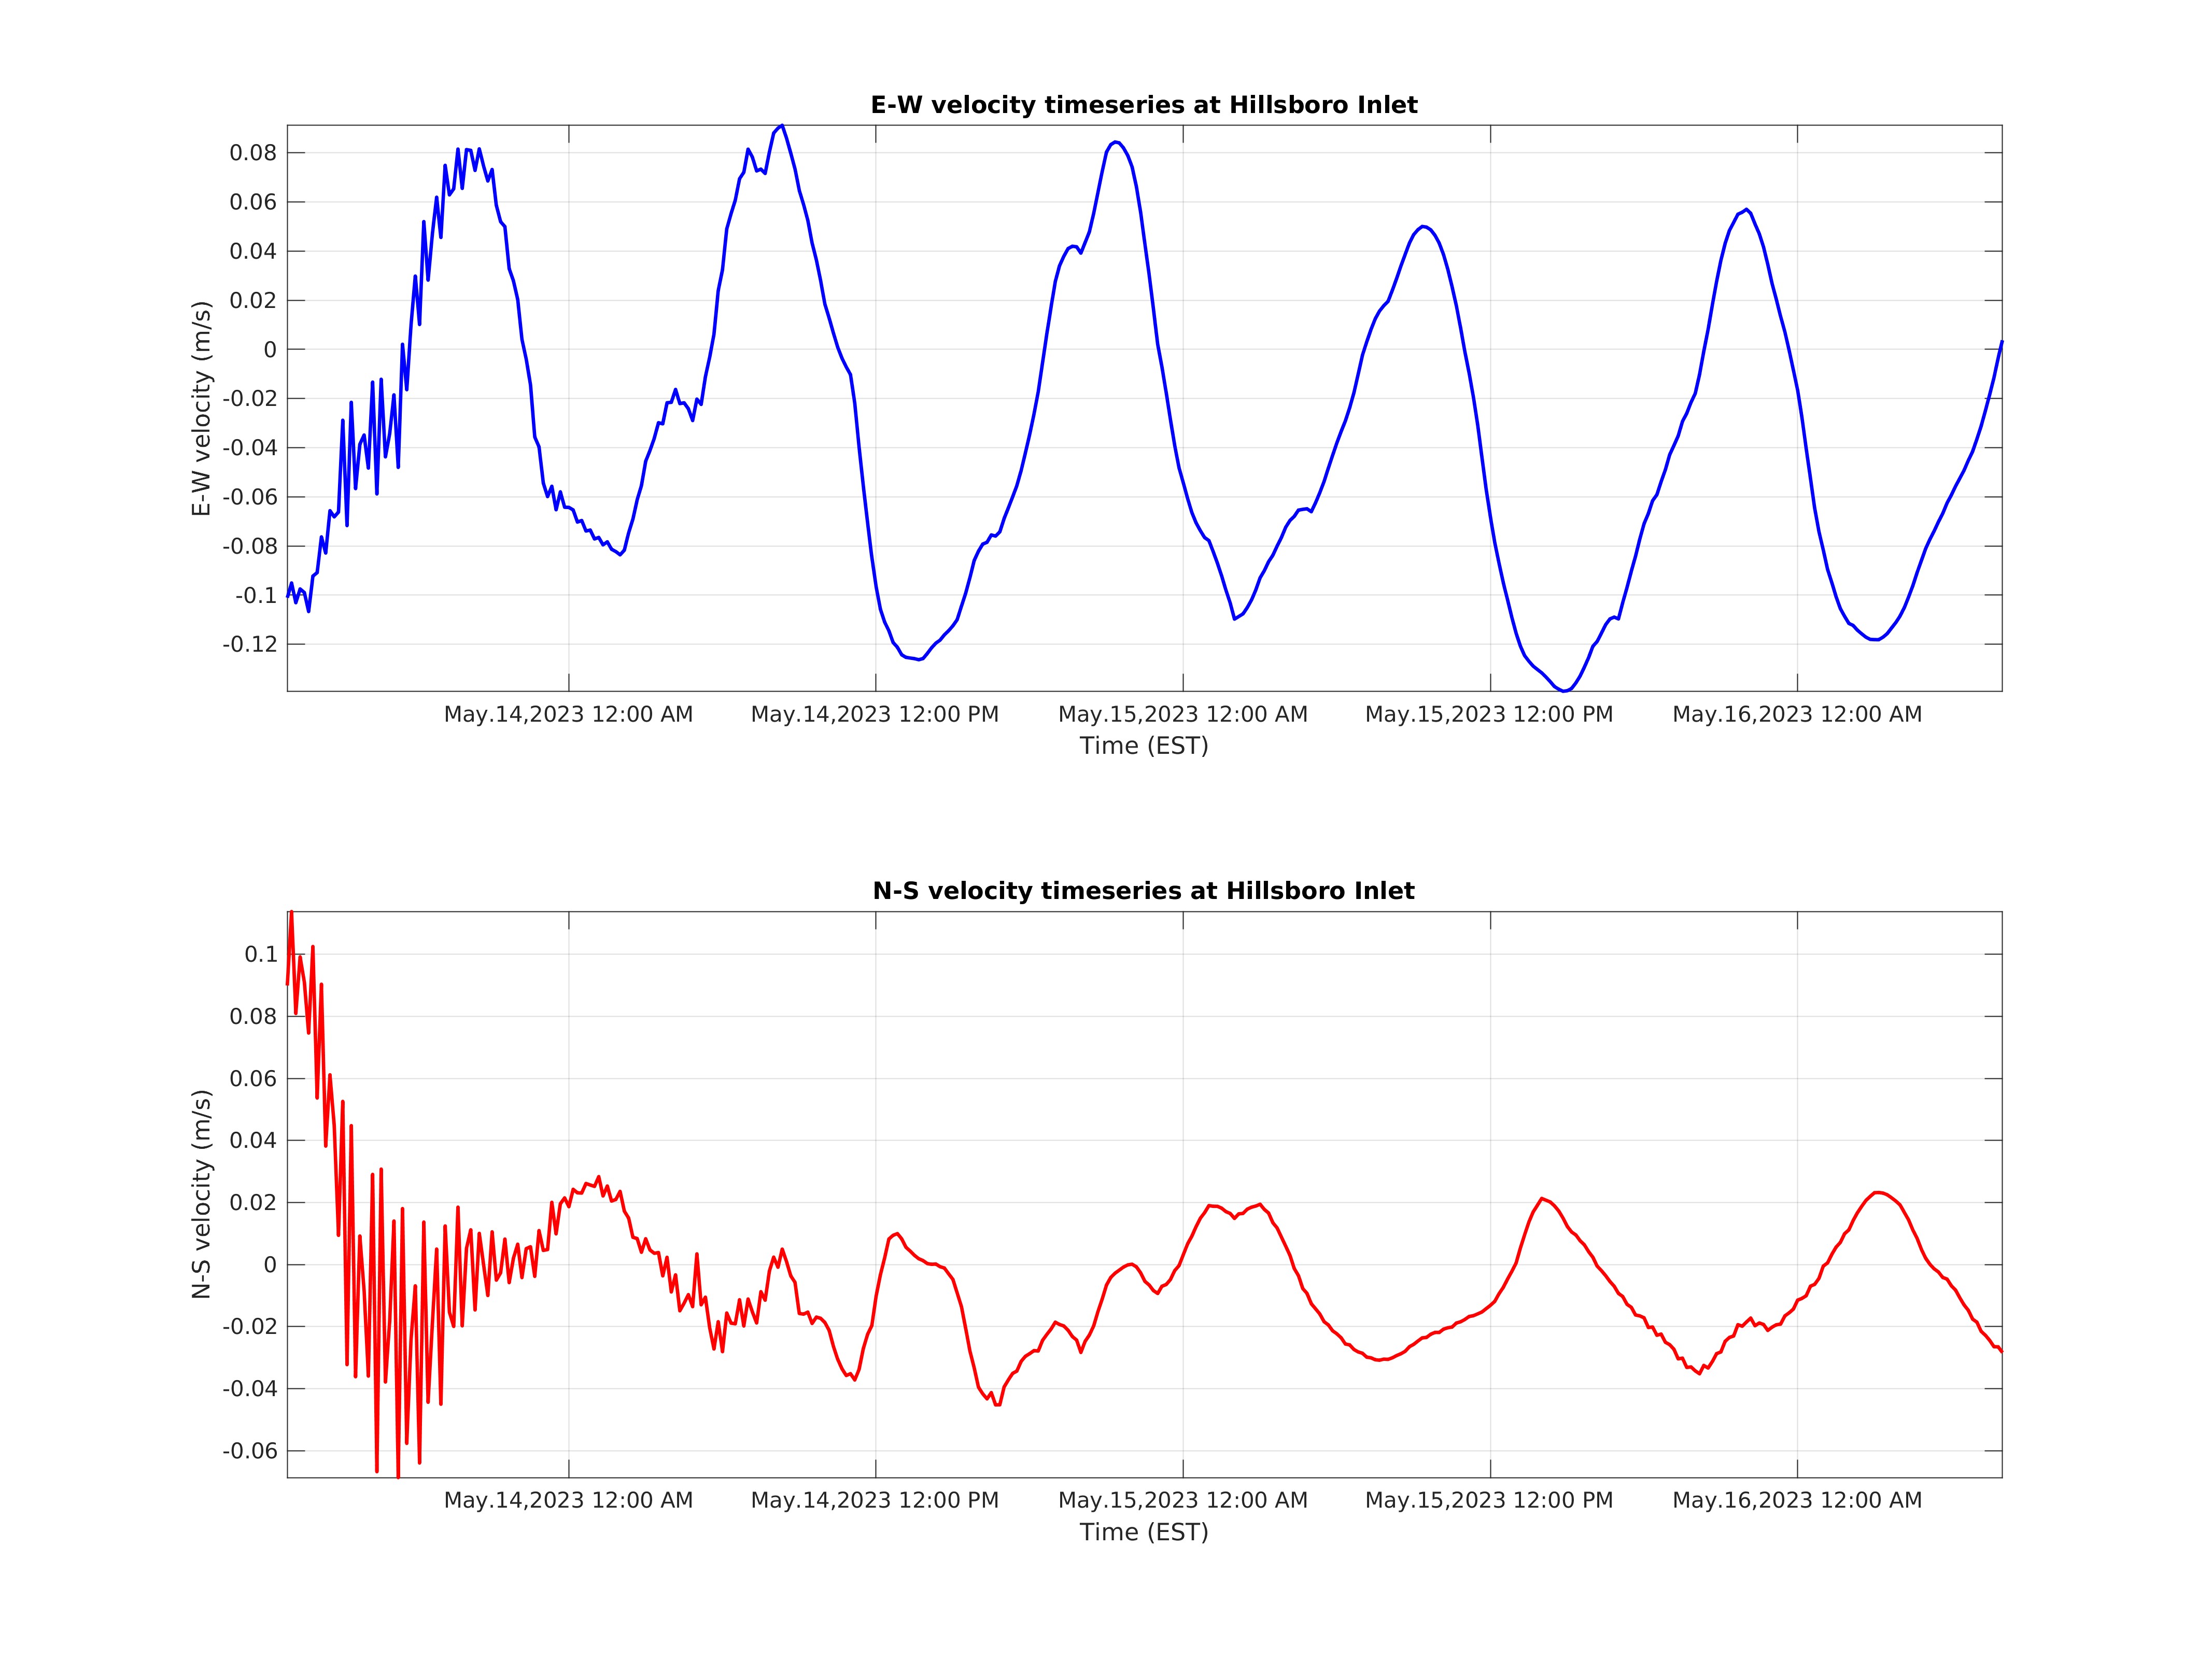 E-W velocity timeseries at Hillsboro Inlet
E-W velocity (m/s)
0.08
0.06
0.04
0.02
0
-0.02
-0.04
-0.06
-0.08
-0.1
-0.12
May.14,2023 12:00 AM May.14,2023 12:00 PM May.15,2023 12:00 AM May.15,2023 12:00 PM May.16,2023 12:00 AM
Time (EST)
N-S velocity timeseries at Hillsboro Inlet
N-S velocity (m/s)
0.1
0.08
0.06
0.04
0.02
0
-0.02
-0.04
-0.06
May.14,2023 12:00 AM May.14,2023 12:00 PM May.15,2023 12:00 AM May.15,2023 12:00 PM May.16,2023 12:00 AM
Time (EST)